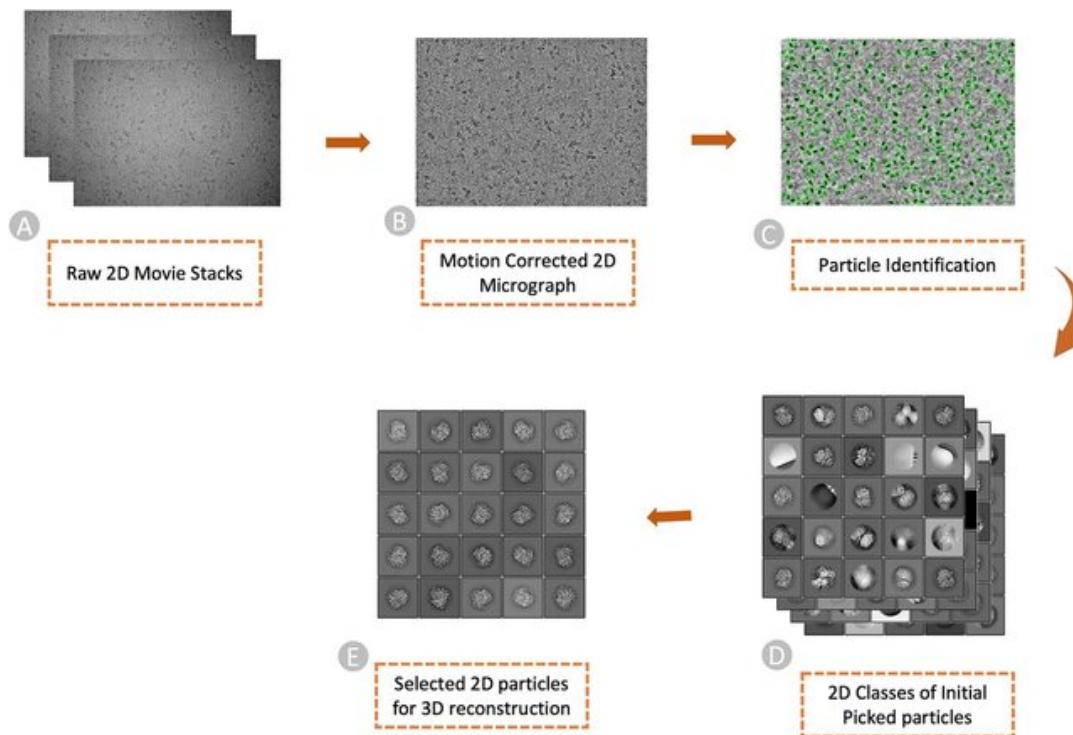 A
Raw 2D Movie Stacks
B
Motion Corrected 2D
Micrograph
C
Particle Identification
D
2D Classes of Initial
Picked particles
E
Selected 2D particles
for 3D reconstruction